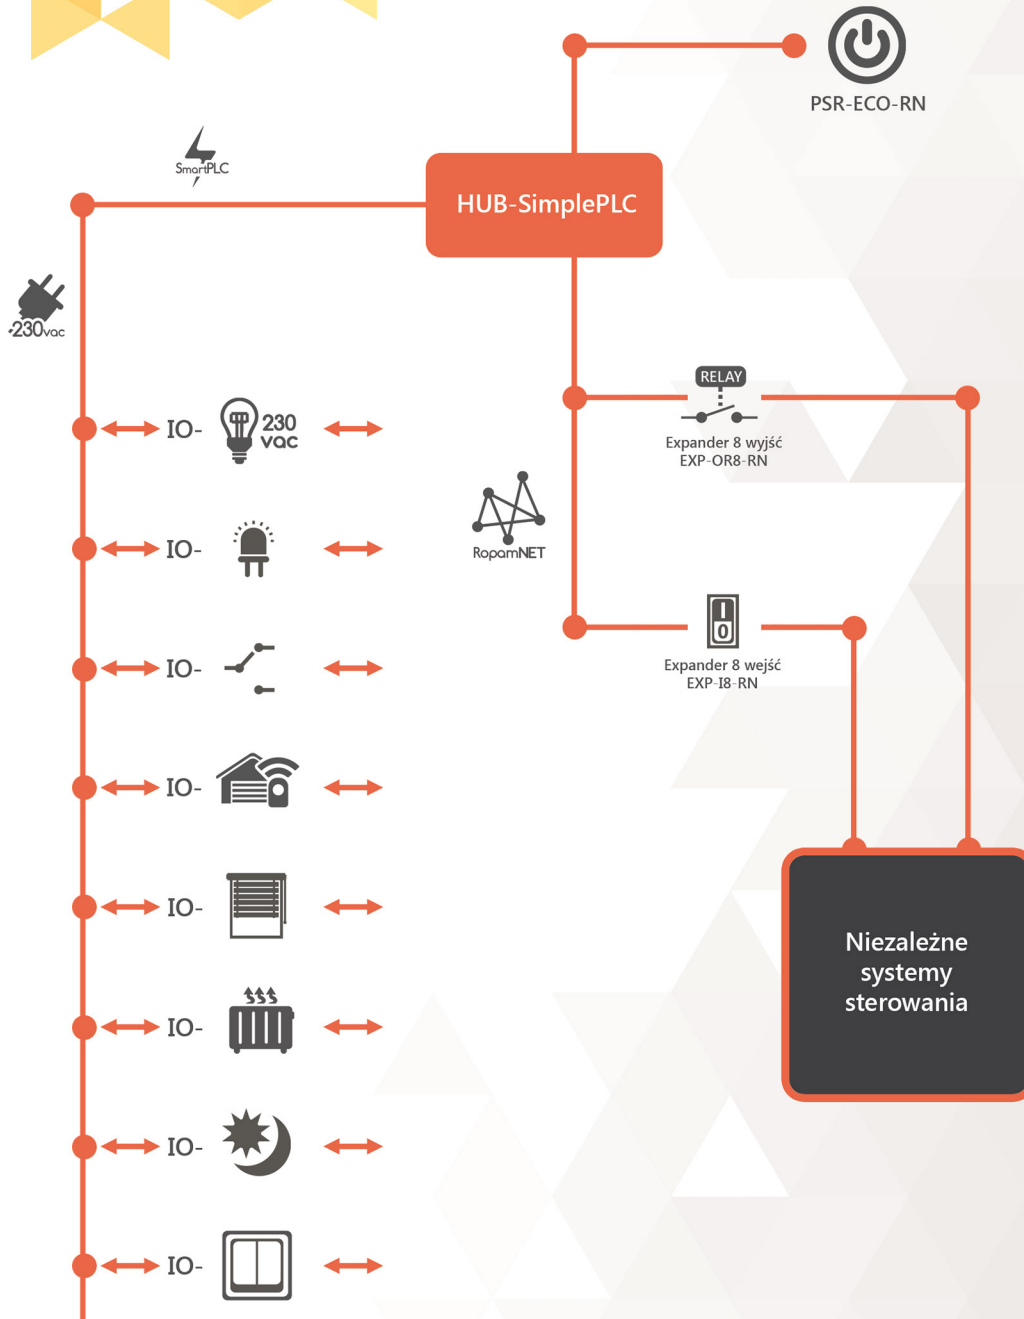 PSR-ECO-RN
SmartPLC
HUB-SimplePLC
~230vac
RELAY
Expander 8 wyjść
EXP-OR8-RN
IO-
230
vac
RopamNET
IO-
I
0
Expander 8 wejść
EXP-I8-RN
IO-
IO-
IO-
Niezależne
systemy
sterowania
IO-
IO-
IO-